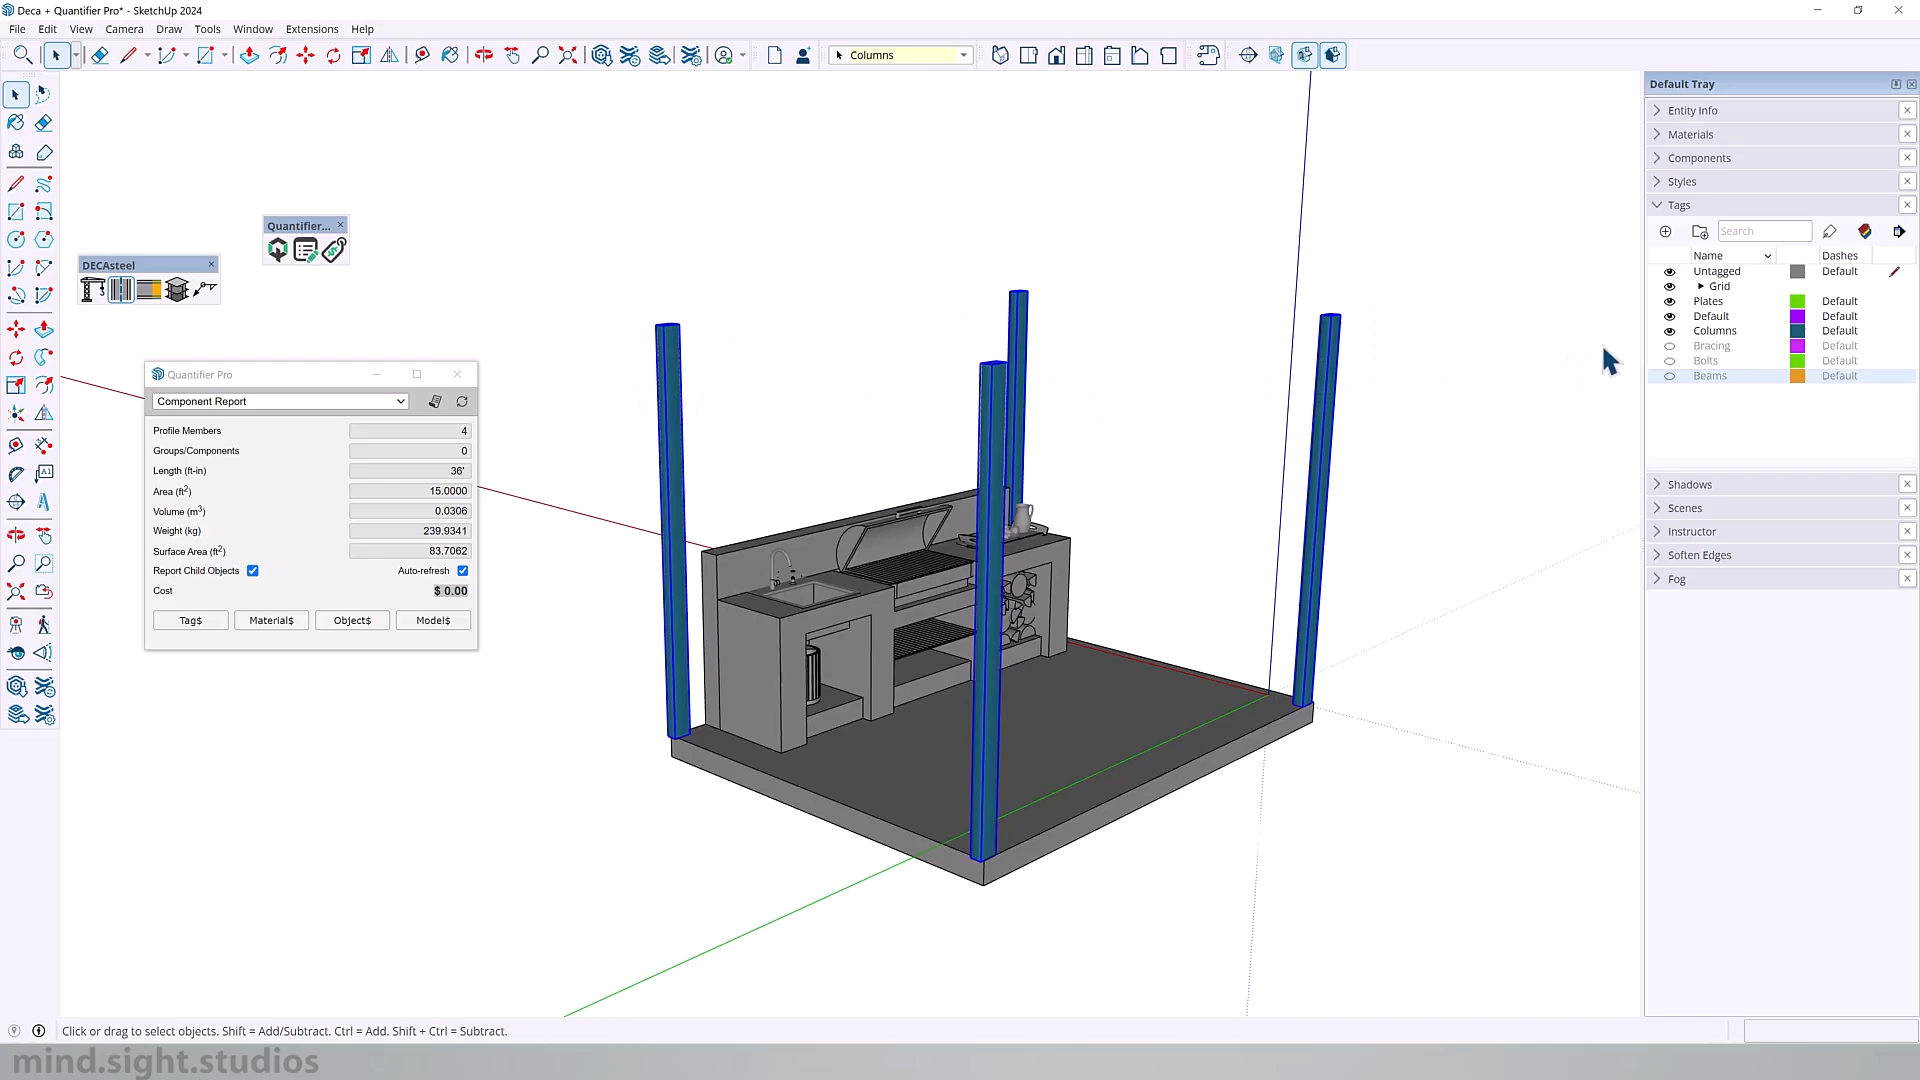 Deca + Quantifier Pro* - SketchUp 2024
File Edit View Camera Draw Tools Window Extensions Help
Columns
Default Tray
Entity Info
Materials
Components
Styles
Tags
Search
Name Dashes
Untagged Default
Grid
Plates Default
Default Default
Columns Default
Bracing Default
Bolts Default
Beams Default
Shadows
Scenes
Instructor
Soften Edges
Fog
Quantifier...
DECAsteel
Quantifier Pro
Component Report
Profile Members 4
Groups/Components 0
Length (ft-in) 36'
Area (ft2) 15.0000
Volume (m3) 0.0306
Weight (kg) 239.9341
Surface Area (ft2) 83.7062
Report Child Objects Auto-refresh
Cost $ 0.00
Tag$ Material$ Object$ Model$
Click or drag to select objects. Shift = Add/Subtract. Ctrl = Add. Shift + Ctrl = Subtract.
mind.sight.studios